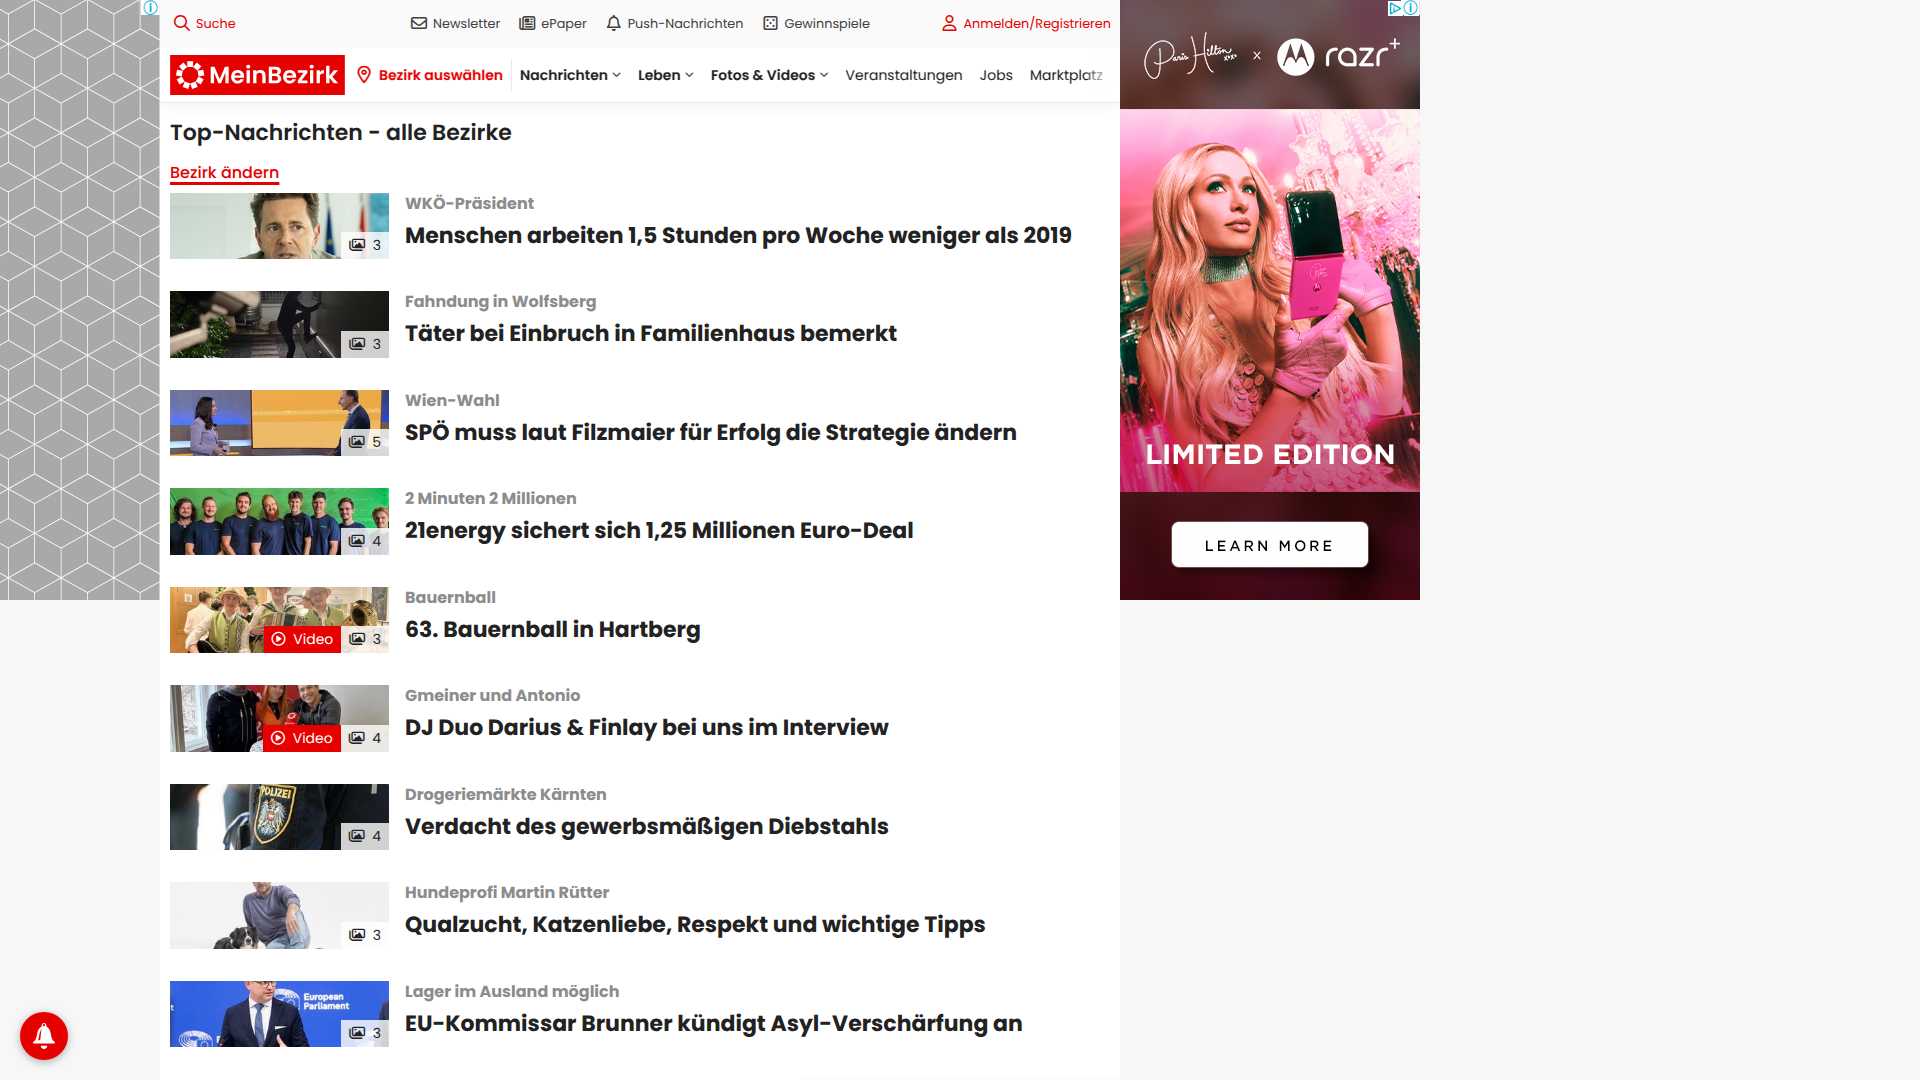 Suche
Newsletter
ePaper
Push-Nachrichten
Gewinnspiele
Anmelden/Registrieren
MeinBezirk
Bezirk auswählen
Nachrichten
Leben
Fotos & Videos
Veranstaltungen
Jobs
Marktplatz
Top-Nachrichten - alle Bezirke
Bezirk ändern
3
WKÖ-Präsident
Menschen arbeiten 1,5 Stunden pro Woche weniger als 2019
3
Fahndung in Wolfsberg
Täter bei Einbruch in Familienhaus bemerkt
5
Wien-Wahl
SPÖ muss laut Filzmaier für Erfolg die Strategie ändern
4
2 Minuten 2 Millionen
21energy sichert sich 1,25 Millionen Euro-Deal
Video
3
Bauernball
63. Bauernball in Hartberg
Video
4
Gmeiner und Antonio
DJ Duo Darius & Finlay bei uns im Interview
POLIZEI
4
Drogeriemärkte Kärnten
Verdacht des gewerbsmäßigen Diebstahls
3
Hundeprofi Martin Rütter
Qualzucht, Katzenliebe, Respekt und wichtige Tipps
European
Parliament
3
Lager im Ausland möglich
EU-Kommissar Brunner kündigt Asyl-Verschärfung an
Paris Hilton x razr+
LIMITED EDITION
LEARN MORE